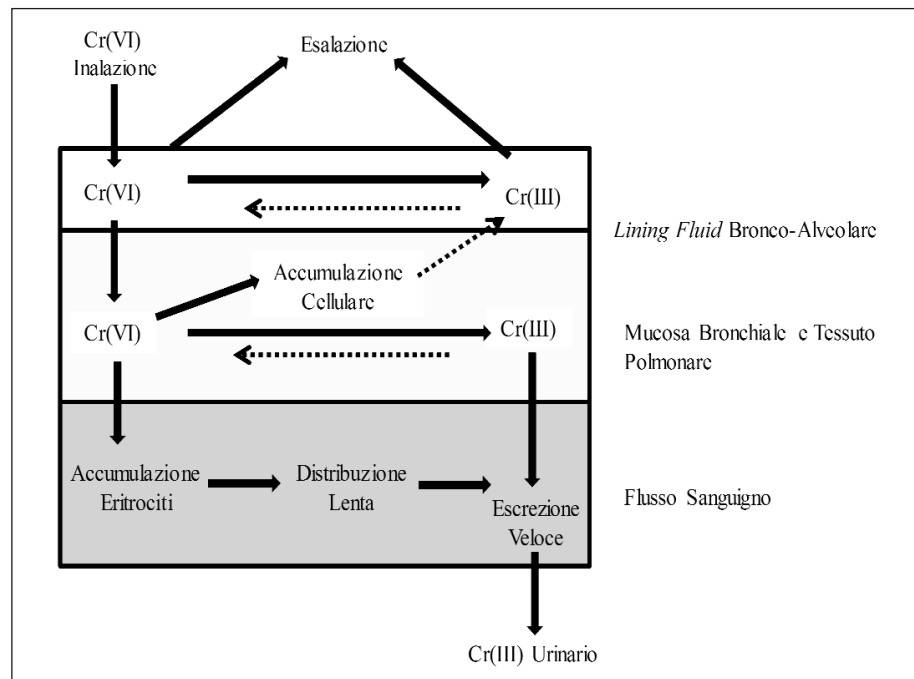 Cr(VI)
Inalazione
Esalazione
Cr(VI)
Cr(III)
Lining Fluid Bronco-Alveolare
Accumulazione
Cellulare
Cr(VI)
Cr(III)
Mucosa Bronchiale e Tessuto
Polmonare
Accumulazione
Eritrociti
Distribuzione
Lenta
Escrezione
Veloce
Flusso Sanguigno
Cr(III) Urinario